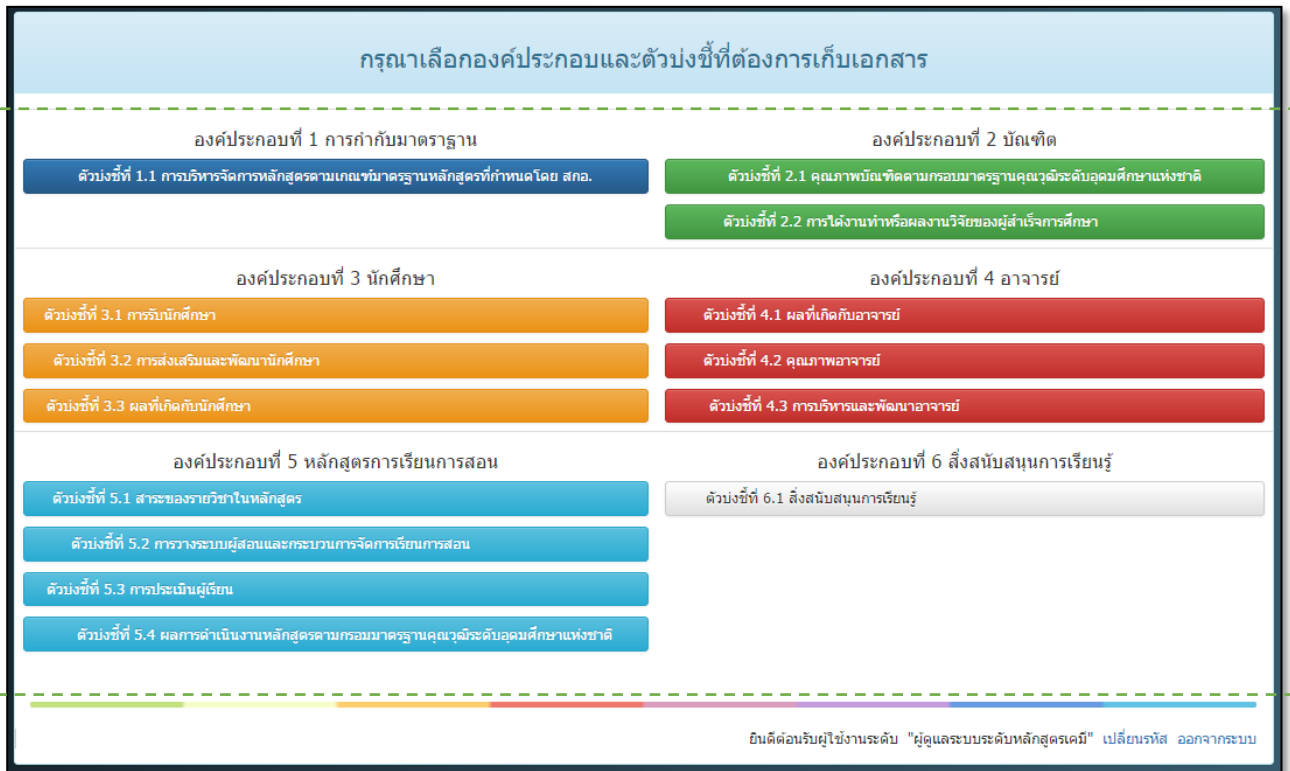 กรุณาเลือกองค์ประกอบและตัวบ่งชี้ที่ต้องการเก็บเอกสาร
องค์ประกอบที่ 1 การกำกับมาตราฐาน
ตัวบ่งชี้ที่ 1.1 การบริหารจัดการหลักสูตรตามเกณฑ์มาตรฐานหลักสูตรที่กำหนดโดย สกอ.
องค์ประกอบที่ 2 บัณฑิต
ตัวบ่งชี้ที่ 2.1 คุณภาพบัณฑิตตามกรอบมาตรฐานคุณวุฒิระดับอุดมศึกษาแห่งชาติ
ตัวบ่งชี้ที่ 2.2 การได้งานทำหรือผลงานวิจัยของผู้สำเร็จการศึกษา
องค์ประกอบที่ 3 นักศึกษา
ตัวบ่งชี้ที่ 3.1 การรับนักศึกษา
ตัวบ่งชี้ที่ 3.2 การส่งเสริมและพัฒนานักศึกษา
ตัวบ่งชี้ที่ 3.3 ผลที่เกิดกับนักศึกษา
องค์ประกอบที่ 4 อาจารย์
ตัวบ่งชี้ที่ 4.1 ผลที่เกิดกับอาจารย์
ตัวบ่งชี้ที่ 4.2 คุณภาพอาจารย์
ตัวบ่งชี้ที่ 4.3 การบริหารและพัฒนาอาจารย์
องค์ประกอบที่ 5 หลักสูตรการเรียนการสอน
ตัวบ่งชี้ที่ 5.1 สาระของรายวิชาในหลักสูตร
ตัวบ่งชี้ที่ 5.2 การวางระบบผู้สอนและกระบวนการจัดการเรียนการสอน
ตัวบ่งชี้ที่ 5.3 การประเมินผู้เรียน
ตัวบ่งชี้ที่ 5.4 ผลการดำเนินงานหลักสูตรตามกรอมมาตรฐานคุณวุฒิระดับอุดมศึกษาแห่งชาติ
องค์ประกอบที่ 6 สิ่งสนับสนุนการเรียนรู้
ตัวบ่งชี้ที่ 6.1 สิ่งสนับสนุนการเรียนรู้
ยินดีต้อนรับผู้ใช้งานระดับ "ผู้ดูแลระบบระดับหลักสูตรเคมี" เปลี่ยนรหัส ออกจากระบบ